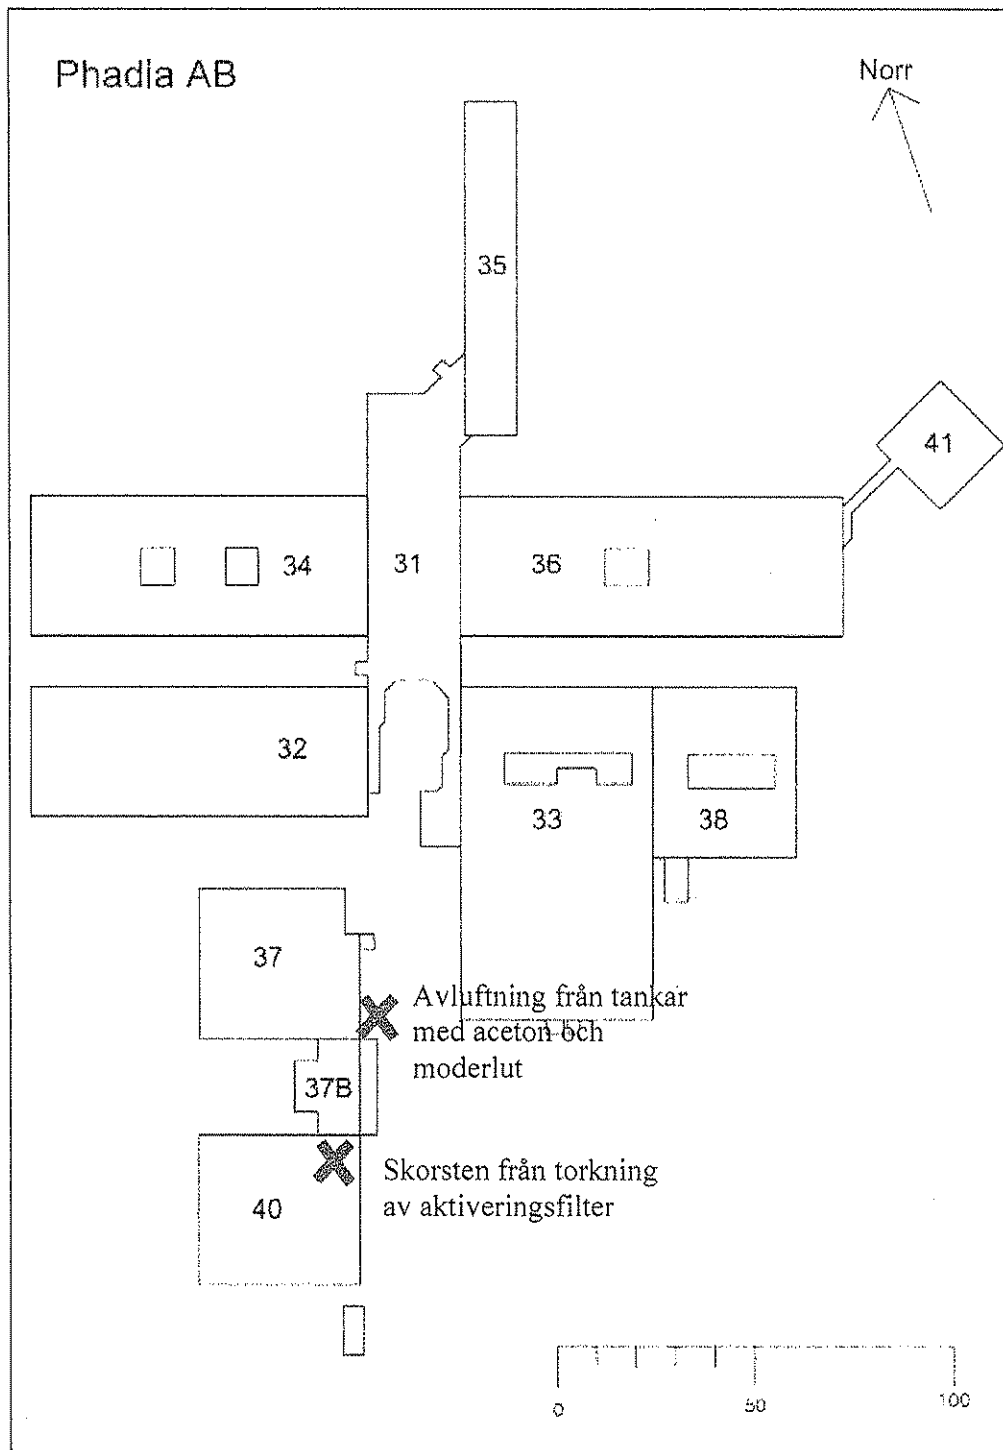 Phadia AB
Norr
35
41
34
31
36
32
33
38
37
Avluftning från tankar
med aceton och
moderlut
37B
Skorsten från torkning
av aktiveringsfilter
40
0
50
100